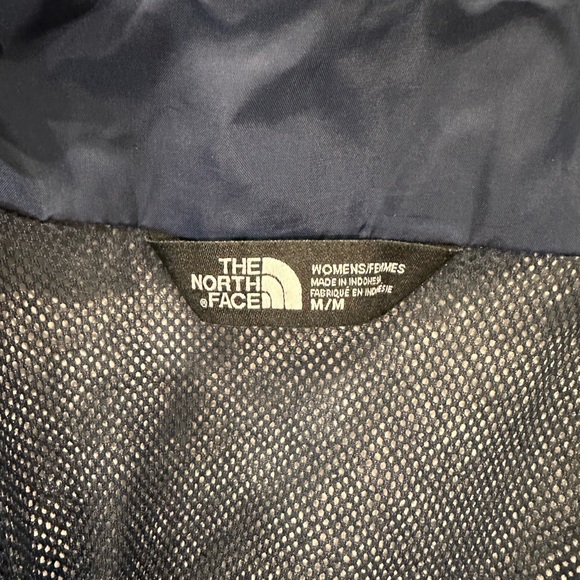 THE
NORTH
®FACE
WOMENS/FEMMES
MADE IN INDONESIA
FABRIQUÉ EN INDONÉSIE
M/M